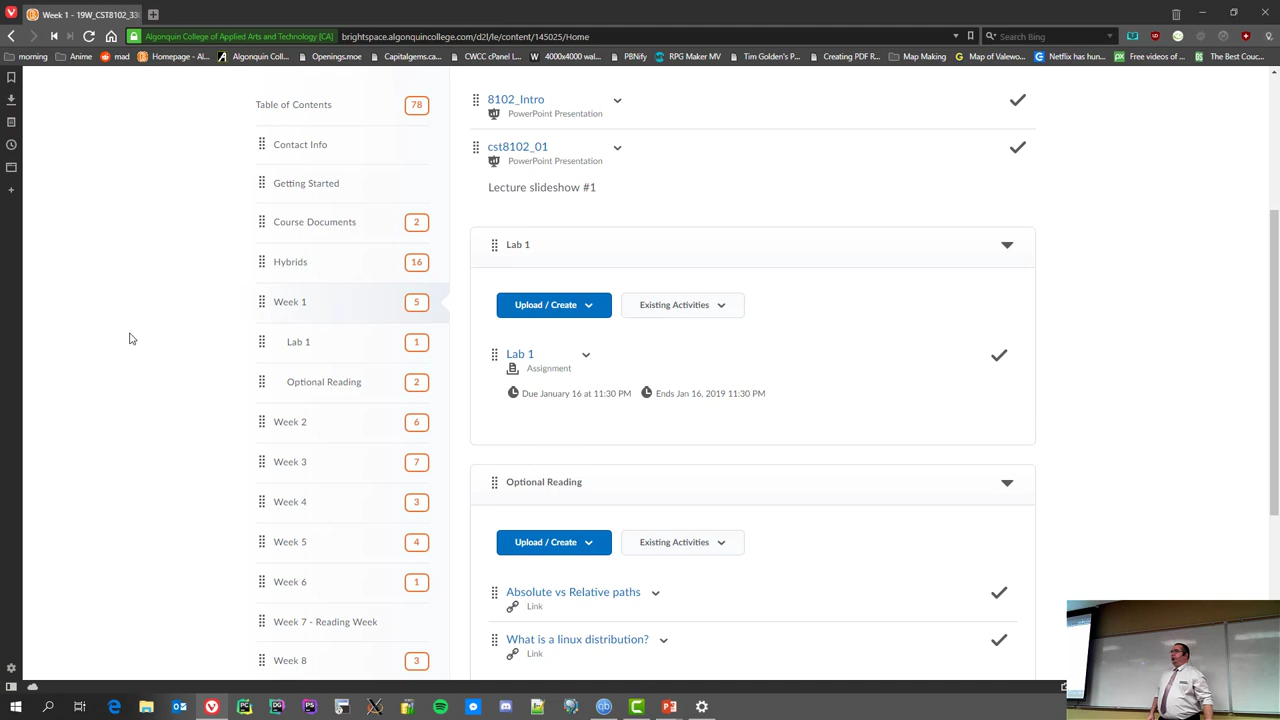 Week 1 - 19W_CST8102_33
Algonquin College of Applied Arts and Technology [CA]
brightspace.algonquincollege.com/d2l/le/content/145025/Home
Search Bing
morning
Anime
mad
Homepage - Al
Algonquin Coll...
Openings.moe
Capitalgems.ca...
CWCC cPanel L...
4000x4000 wal...
PBNify
RPG Maker MV
Tim Golden's P...
Creating PDF R...
Map Making
Map of Valewo...
Netflix has hun...
Free videos of ...
The Best Couc...
Table of Contents 78
Contact Info
Getting Started
Course Documents 2
Hybrids 16
Week 1 5
Lab 1 1
Optional Reading 2
Week 2 6
Week 3 7
Week 4 3
Week 5 4
Week 6 1
Week 7 - Reading Week
Week 8 3
8102_Intro
PowerPoint Presentation
cst8102_01
PowerPoint Presentation
Lecture slideshow #1
Lab 1
Upload / Create
Existing Activities
Lab 1
Assignment
Due January 16 at 11:30 PM Ends Jan 16, 2019 11:30 PM
Optional Reading
Upload / Create
Existing Activities
Absolute vs Relative paths
Link
What is a linux distribution?
Link